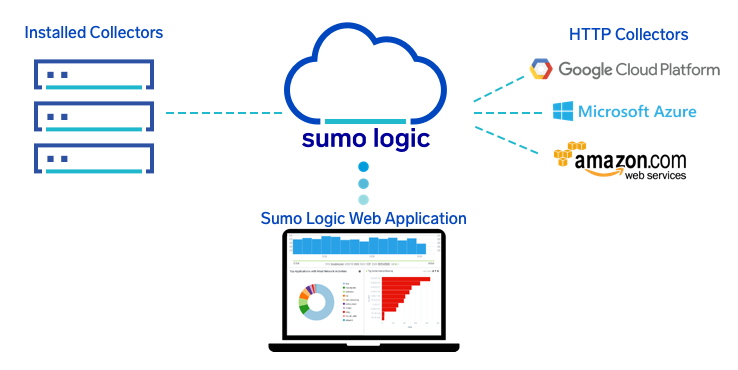 Installed Collectors
HTTP Collectors
Google Cloud Platform
Microsoft Azure
amazon.com
web services
sumo logic
Sumo Logic Web Application